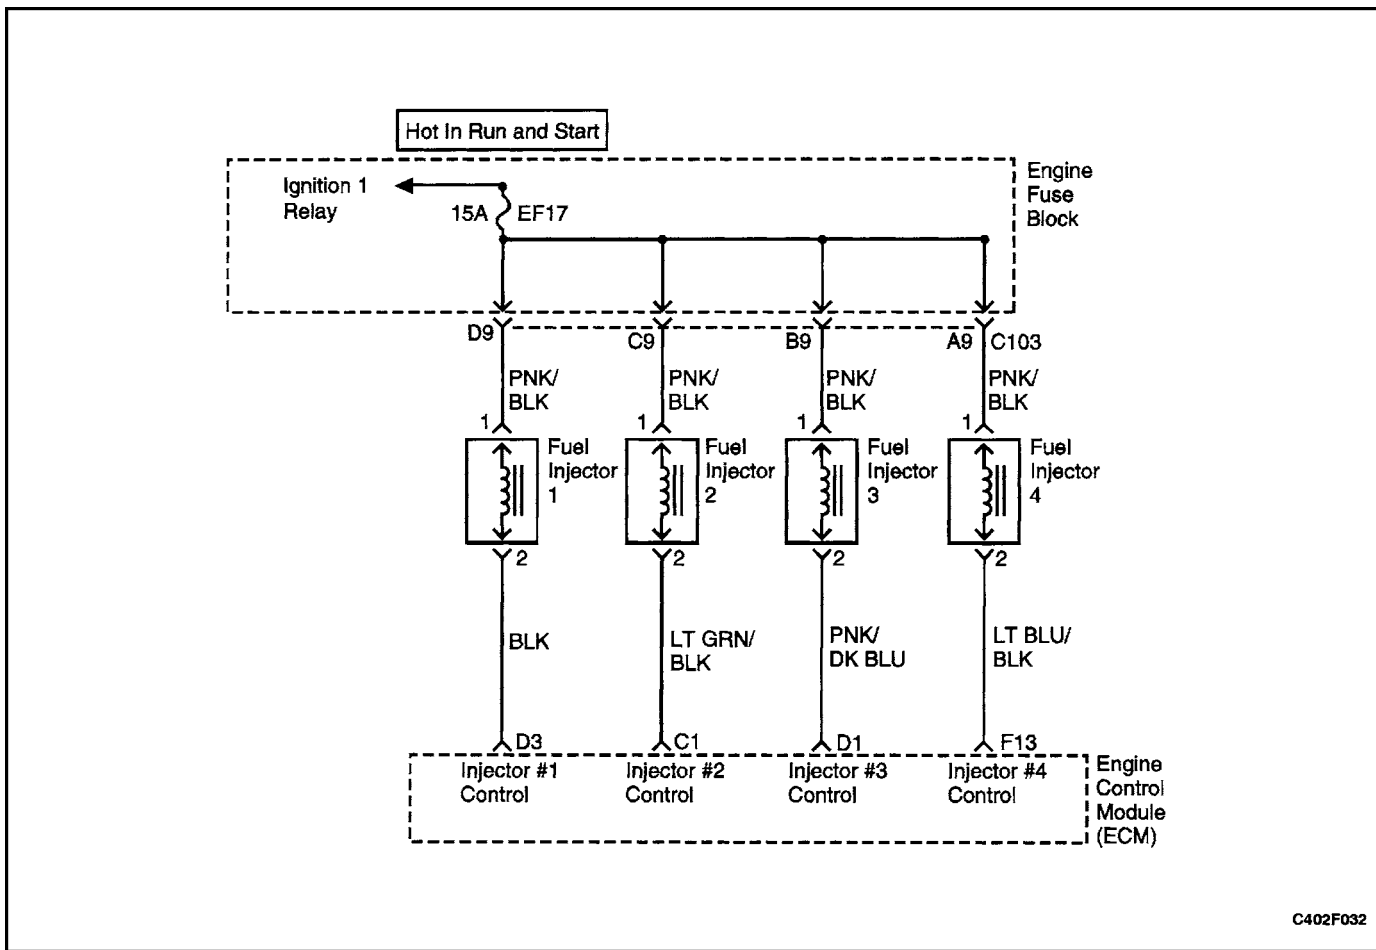 Hot In Run and Start
Ignition 1
Relay
15A
EF17
Engine
Fuse
Block
D9
C9
B9
A9
C103
PNK/
BLK
PNK/
BLK
PNK/
BLK
PNK/
BLK
1
1
1
1
Fuel
Injector
1
Fuel
Injector
2
Fuel
Injector
3
Fuel
Injector
4
2
2
2
2
BLK
LT GRN/
BLK
PNK/
DK BLU
LT BLU/
BLK
D3
C1
D1
F13
Injector #1
Control
Injector #2
Control
Injector #3
Control
Injector #4
Control
Engine
Control
Module
(ECM)
C402F032